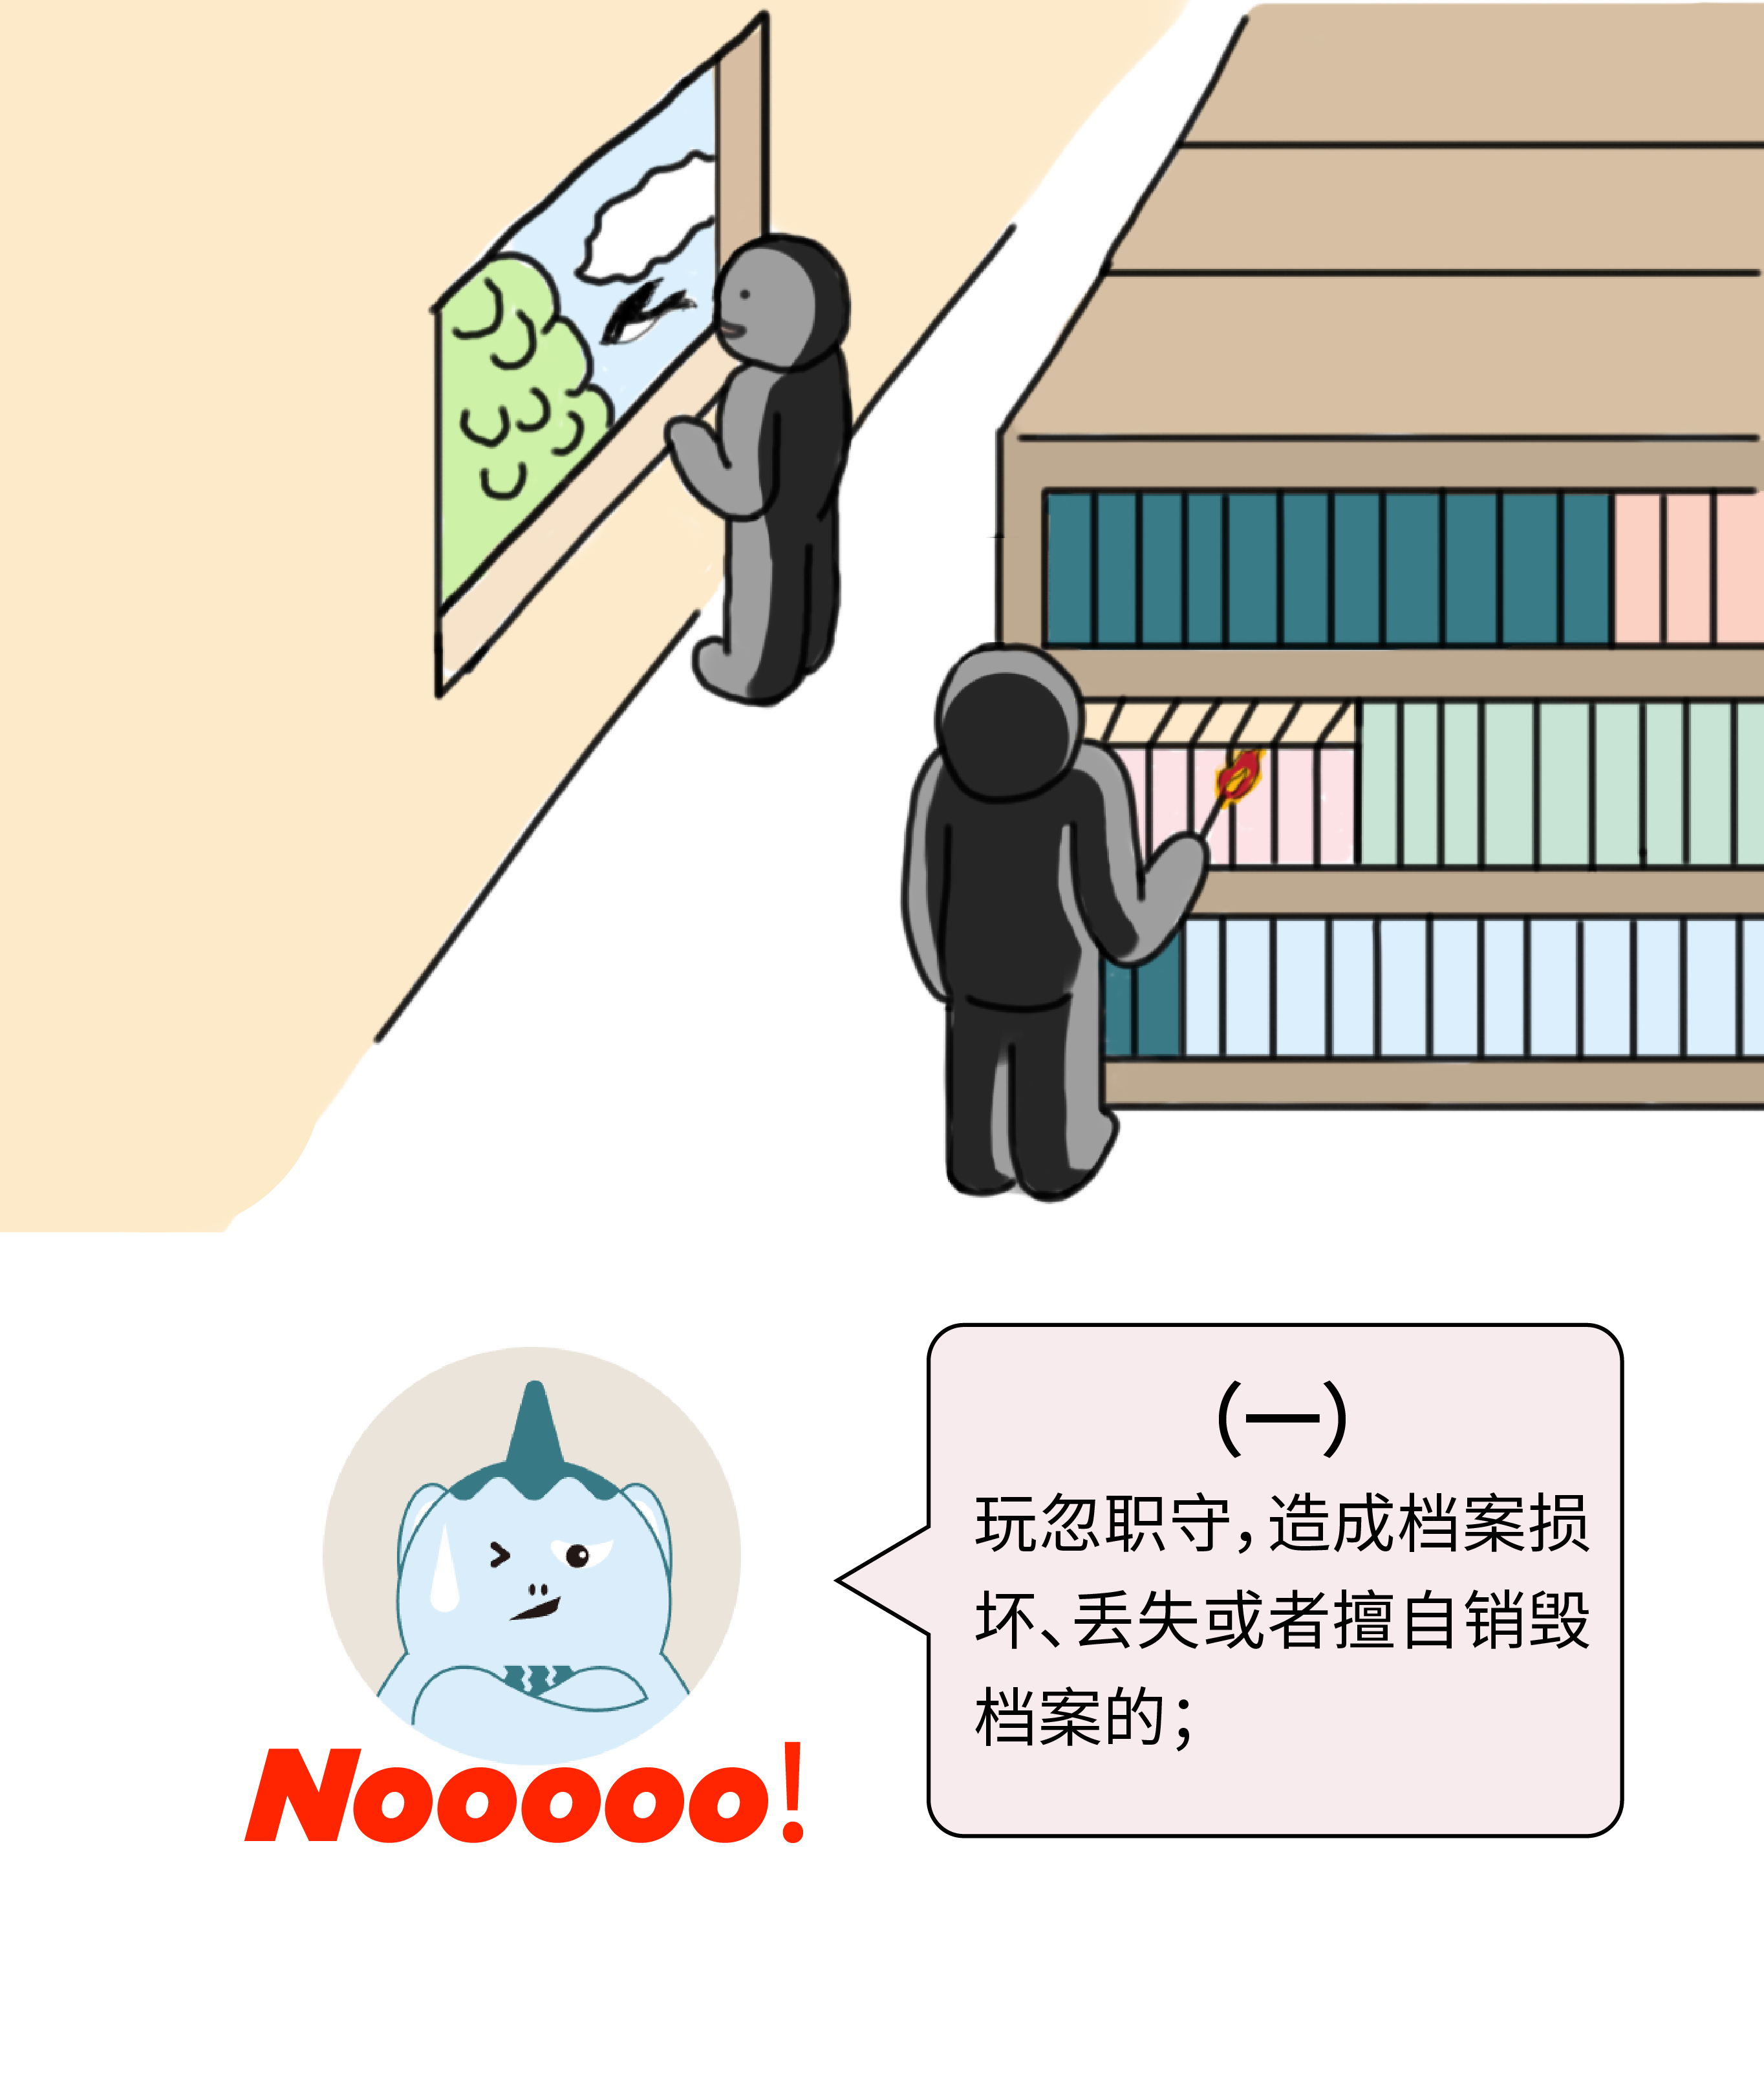 （一）
玩忽职守，造成档案损
坏、丢失或者擅自销毁
档案的；
Nooooo!